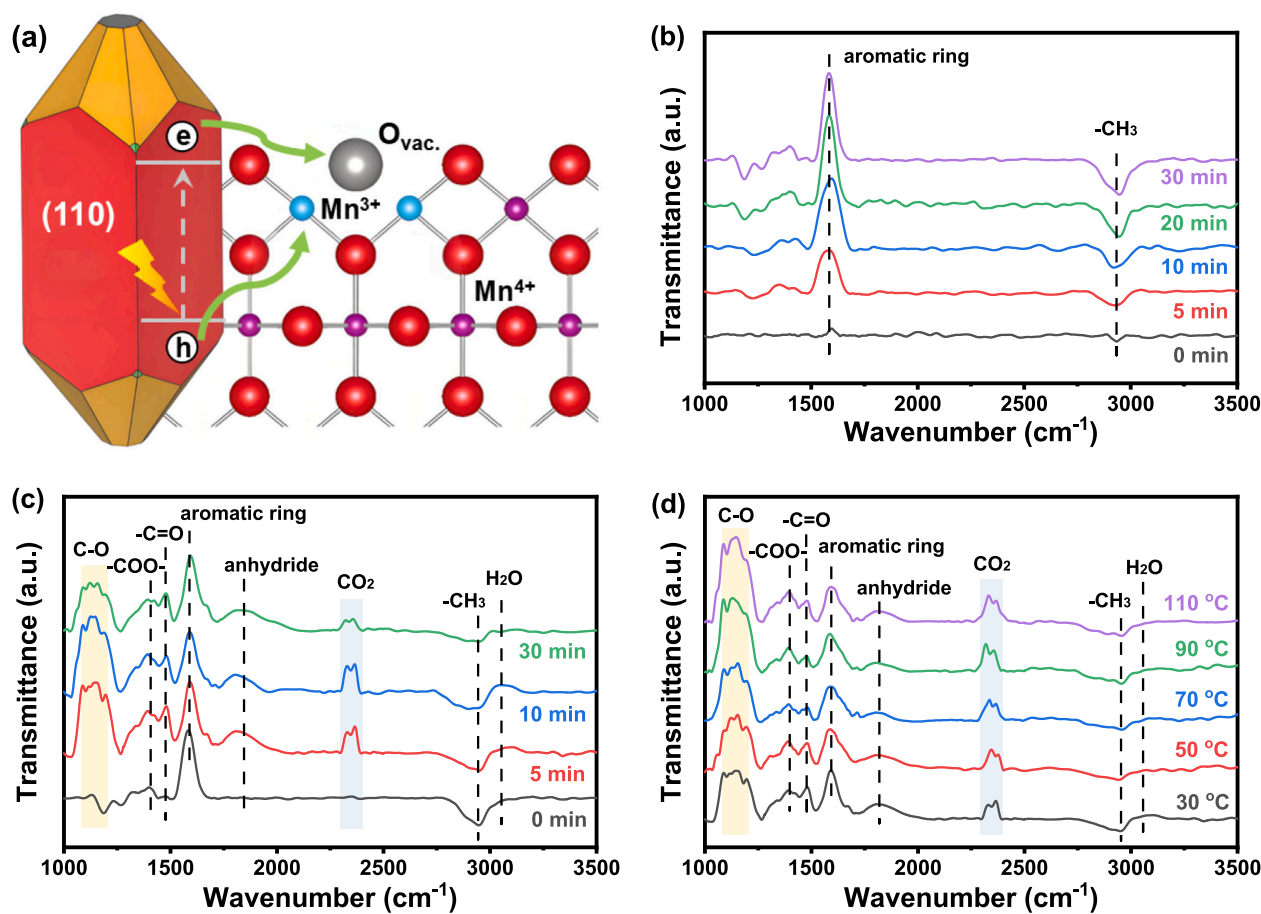 (a)
e
O_vac.
(110)
Mn³⁺
Mn⁴⁺
h
(b)
aromatic ring
-CH₃
30 min
20 min
10 min
5 min
0 min
Transmittance (a.u.)
1000 1500 2000 2500 3000 3500
Wavenumber (cm⁻¹)
(c)
C-O
-COO-
-C=O
aromatic ring
anhydride
CO₂
-CH₃
H₂O
30 min
10 min
5 min
0 min
Transmittance (a.u.)
1000 1500 2000 2500 3000 3500
Wavenumber (cm⁻¹)
(d)
C-O
-COO-
-C=O
aromatic ring
anhydride
CO₂
-CH₃
H₂O
110 °C
90 °C
70 °C
50 °C
30 °C
Transmittance (a.u.)
1000 1500 2000 2500 3000 3500
Wavenumber (cm⁻¹)